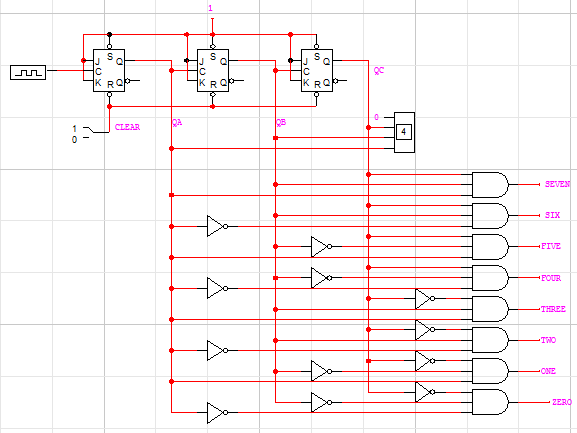 1
S
S
S
J
Q
J
Q
J
Q
C
C
C
QC
K
Q
K
Q
K
Q
R
R
R
1
0
CLEAR
QA
QB
0
4
SEVEN
SIX
FIVE
FOUR
THREE
TWO
ONE
ZERO